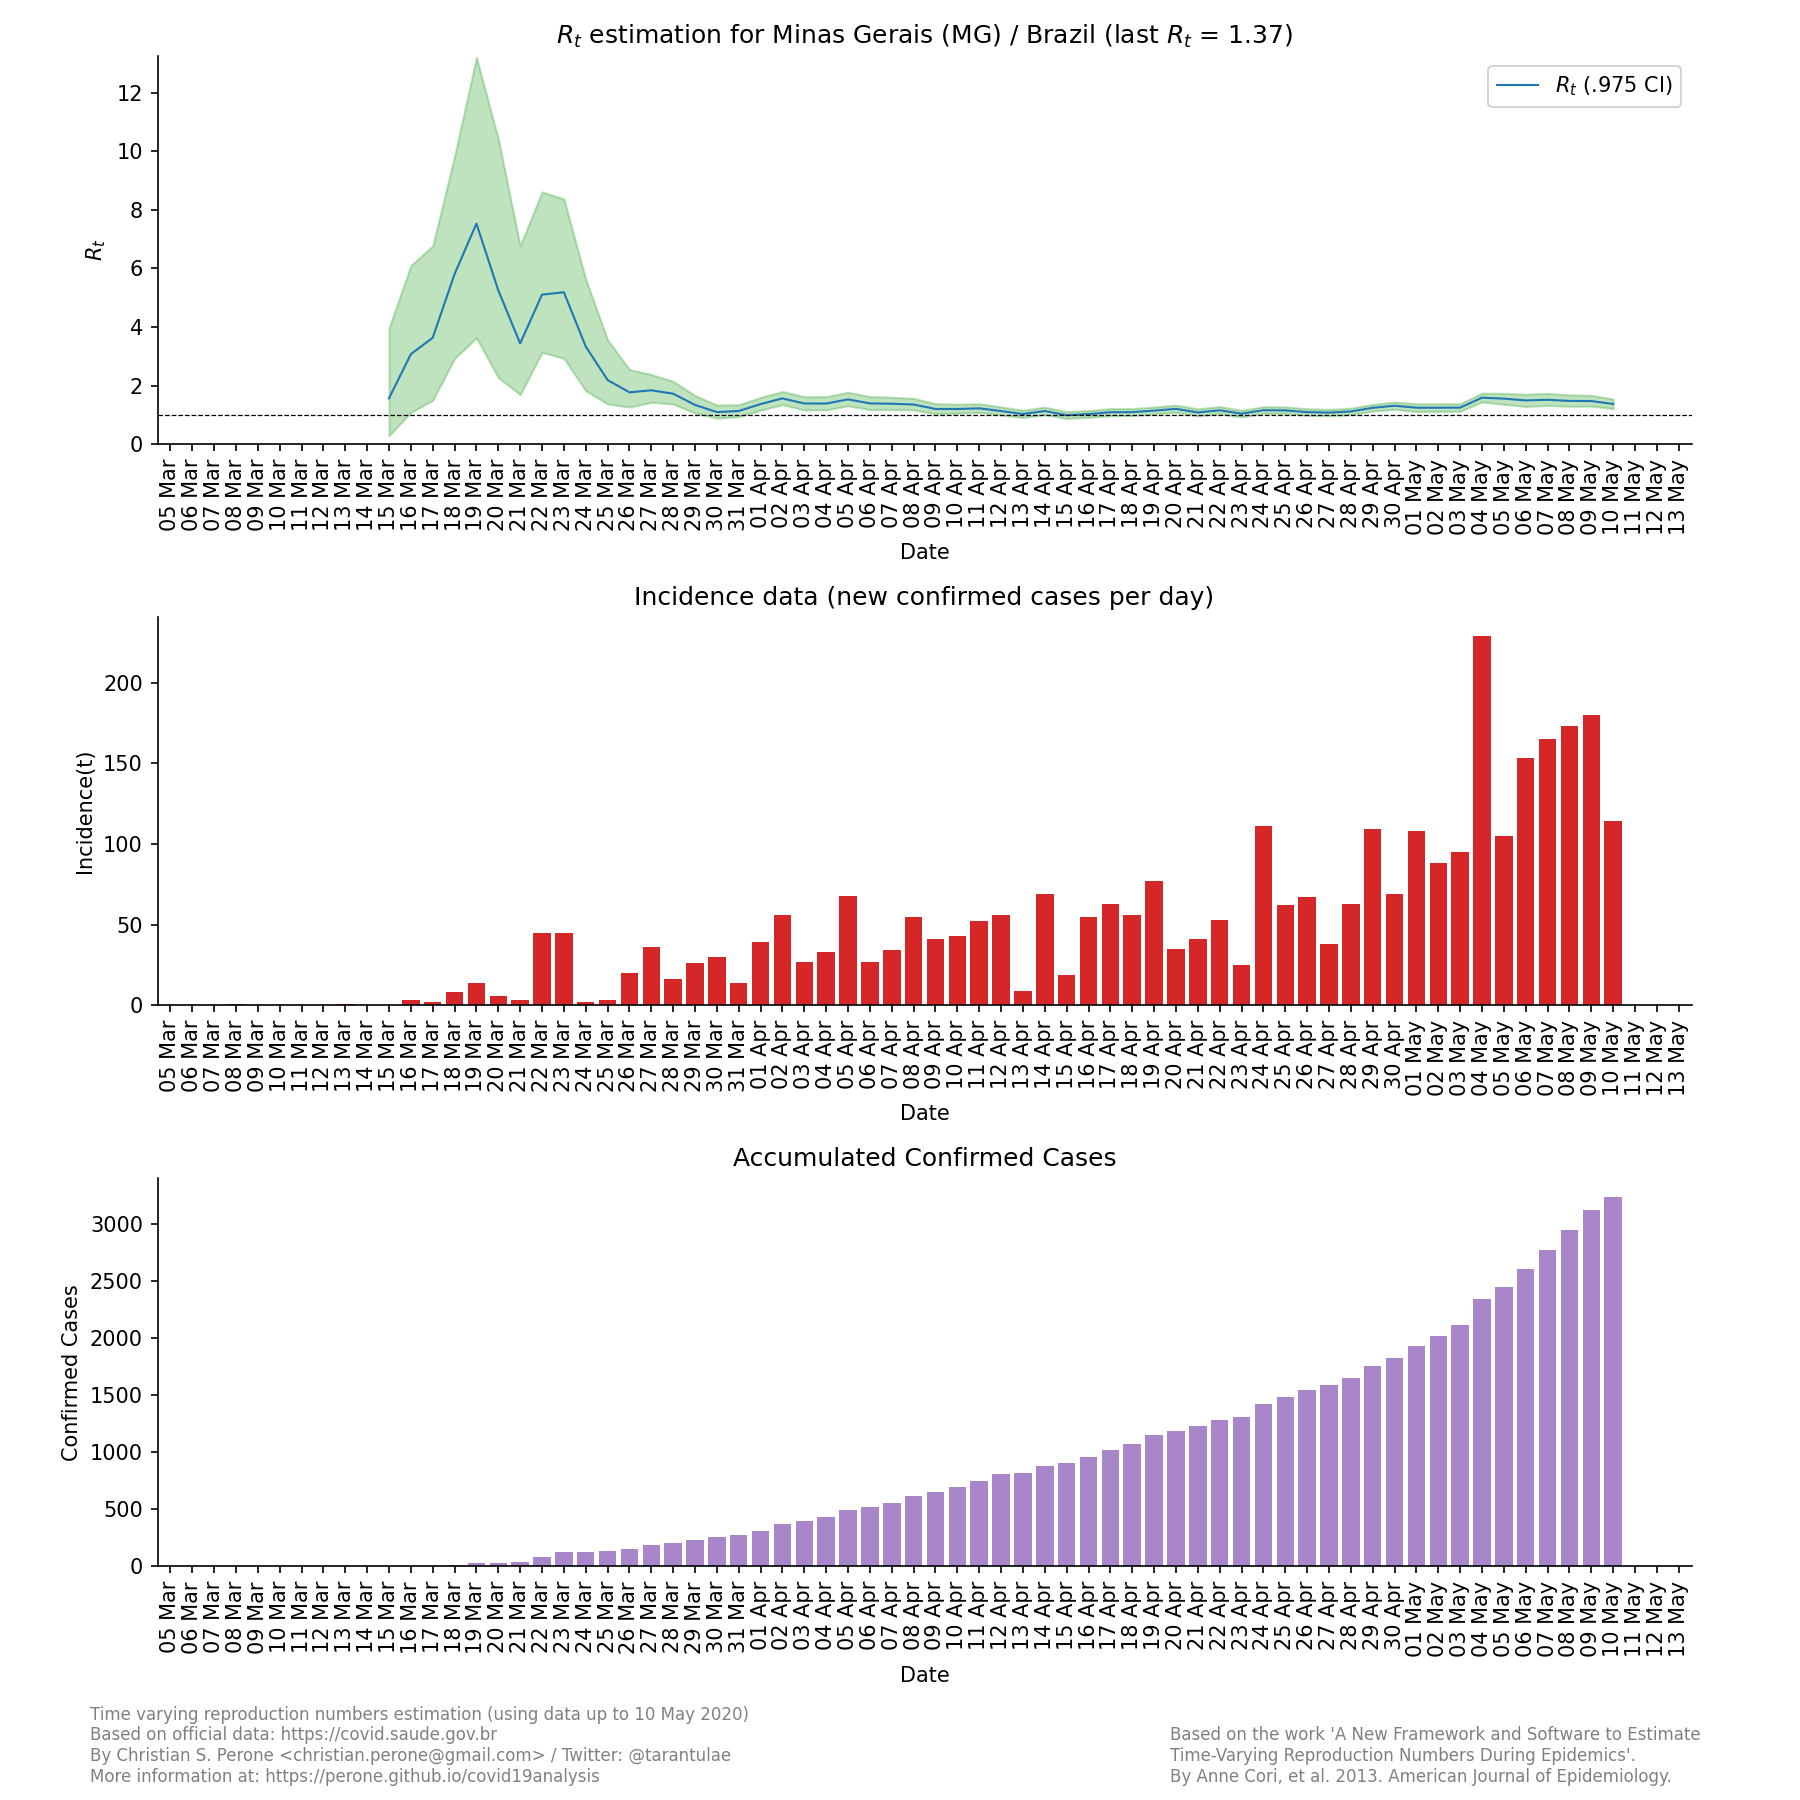 R_t estimation for Minas Gerais (MG) / Brazil (last R_t = 1.37)
R_t (.975 CI)
R_t
12
10
8
6
4
2
0
05 Mar 06 Mar 07 Mar 08 Mar 09 Mar 10 Mar 11 Mar 12 Mar 13 Mar 14 Mar 15 Mar 16 Mar 17 Mar 18 Mar 19 Mar 20 Mar 21 Mar 22 Mar 23 Mar 24 Mar 25 Mar 26 Mar 27 Mar 28 Mar 29 Mar 30 Mar 31 Mar 01 Apr 02 Apr 03 Apr 04 Apr 05 Apr 06 Apr 07 Apr 08 Apr 09 Apr 10 Apr 11 Apr 12 Apr 13 Apr 14 Apr 15 Apr 16 Apr 17 Apr 18 Apr 19 Apr 20 Apr 21 Apr 22 Apr 23 Apr 24 Apr 25 Apr 26 Apr 27 Apr 28 Apr 29 Apr 30 Apr 01 May 02 May 03 May 04 May 05 May 06 May 07 May 08 May 09 May 10 May 11 May 12 May 13 May
Date
Incidence data (new confirmed cases per day)
Incidence(t)
200
150
100
50
0
05 Mar 06 Mar 07 Mar 08 Mar 09 Mar 10 Mar 11 Mar 12 Mar 13 Mar 14 Mar 15 Mar 16 Mar 17 Mar 18 Mar 19 Mar 20 Mar 21 Mar 22 Mar 23 Mar 24 Mar 25 Mar 26 Mar 27 Mar 28 Mar 29 Mar 30 Mar 31 Mar 01 Apr 02 Apr 03 Apr 04 Apr 05 Apr 06 Apr 07 Apr 08 Apr 09 Apr 10 Apr 11 Apr 12 Apr 13 Apr 14 Apr 15 Apr 16 Apr 17 Apr 18 Apr 19 Apr 20 Apr 21 Apr 22 Apr 23 Apr 24 Apr 25 Apr 26 Apr 27 Apr 28 Apr 29 Apr 30 Apr 01 May 02 May 03 May 04 May 05 May 06 May 07 May 08 May 09 May 10 May 11 May 12 May 13 May
Date
Accumulated Confirmed Cases
Confirmed Cases
3000
2500
2000
1500
1000
500
0
05 Mar 06 Mar 07 Mar 08 Mar 09 Mar 10 Mar 11 Mar 12 Mar 13 Mar 14 Mar 15 Mar 16 Mar 17 Mar 18 Mar 19 Mar 20 Mar 21 Mar 22 Mar 23 Mar 24 Mar 25 Mar 26 Mar 27 Mar 28 Mar 29 Mar 30 Mar 31 Mar 01 Apr 02 Apr 03 Apr 04 Apr 05 Apr 06 Apr 07 Apr 08 Apr 09 Apr 10 Apr 11 Apr 12 Apr 13 Apr 14 Apr 15 Apr 16 Apr 17 Apr 18 Apr 19 Apr 20 Apr 21 Apr 22 Apr 23 Apr 24 Apr 25 Apr 26 Apr 27 Apr 28 Apr 29 Apr 30 Apr 01 May 02 May 03 May 04 May 05 May 06 May 07 May 08 May 09 May 10 May 11 May 12 May 13 May
Date
Time varying reproduction numbers estimation (using data up to 10 May 2020)
Based on official data: https://covid.saude.gov.br
By Christian S. Perone <christian.perone@gmail.com> / Twitter: @tarantulae
More information at: https://perone.github.io/covid19analysis
Based on the work 'A New Framework and Software to Estimate
Time-Varying Reproduction Numbers During Epidemics'.
By Anne Cori, et al. 2013. American Journal of Epidemiology.